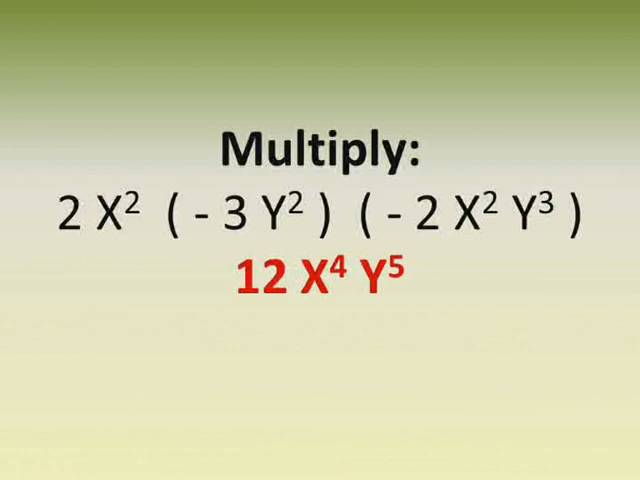 Multiply:
2 X² ( - 3 Y² ) ( - 2 X² Y³ )
12 X⁴ Y⁵